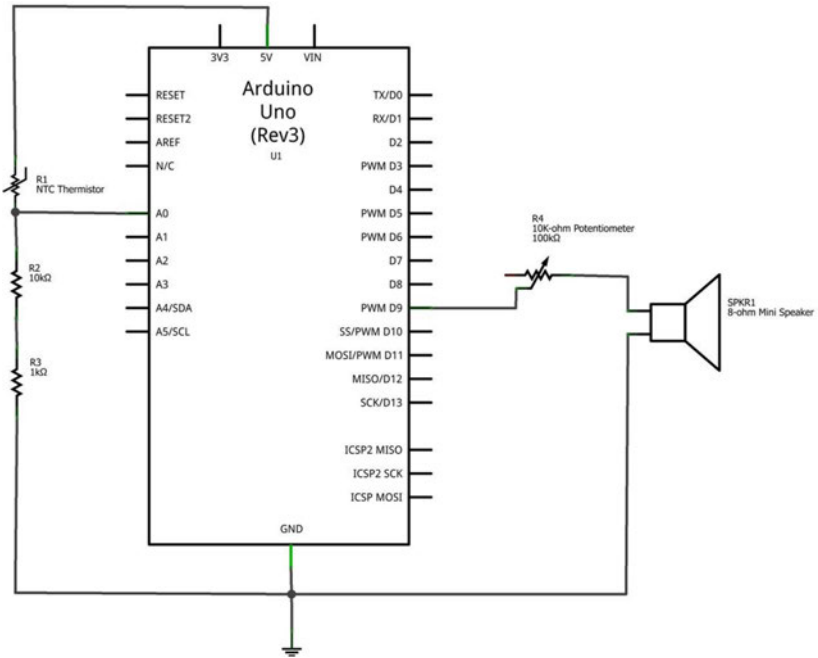 3V3
5V
VIN
Arduino
Uno
(Rev3)
U1
RESET
RESET2
AREF
N/C
A0
A1
A2
A3
A4/SDA
A5/SCL
TX/D0
RX/D1
D2
PWM D3
D4
PWM D5
PWM D6
D7
D8
PWM D9
SS/PWM D10
MOSI/PWM D11
MISO/D12
SCK/D13
ICSP2 MISO
ICSP2 SCK
ICSP MOSI
GND
R1
NTC Thermistor
R2
10kΩ
R3
1kΩ
R4
10K-ohm Potentiometer
100kΩ
SPKR1
8-ohm Mini Speaker